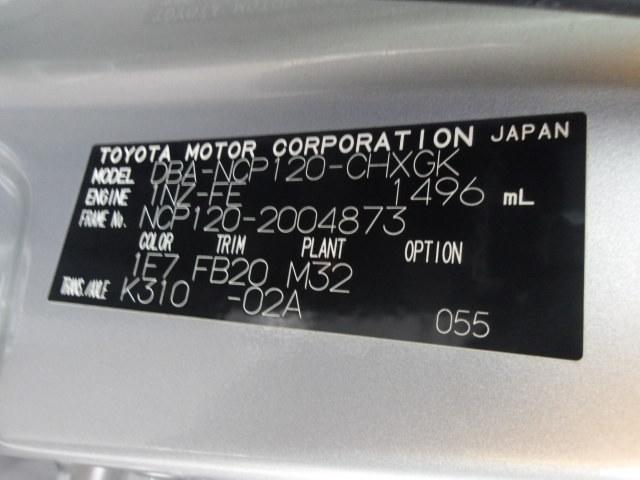 TOYOTA MOTOR CORPORATION JAPAN
MODEL DBA-NCP120-CHXGK
ENGINE 1NZ-FE 1496 mL
FRAME No. NCP120-2004873
COLOR TRIM PLANT OPTION
1E7 FB20 M32
TRANS./AXLE K310 -02A
055